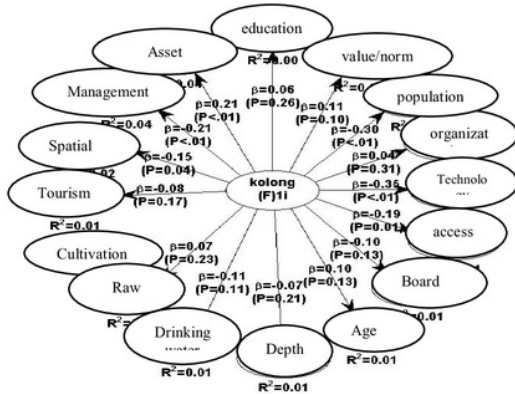 education
Asset
value/norm
R²=0.00
Management
population
β=0.06
(P=0.26)
β=0.21
(P<.01)
β=0.11
(P=0.10)
R²=0.04
β=-0.21
(P<.01)
β=-0.30
(P<.01)
organizat
Spatial
β=-0.15
(P=0.04)
β=0.04
(P=0.31)
kolong
(F)1i
Technolo
Tourism
β=-0.08
(P=0.17)
β=-0.35
(P<.01)
R²=0.01
β=-0.19
(P=0.01)
access
Cultivation
β=0.07
(P=0.23)
β=-0.10
(P=0.13)
Raw
β=-0.11
(P=0.11)
β=-0.07
(P=0.21)
β=0.10
(P=0.13)
Board
Drinking
Depth
Age
R²=0.01
R²=0.01
R²=0.01